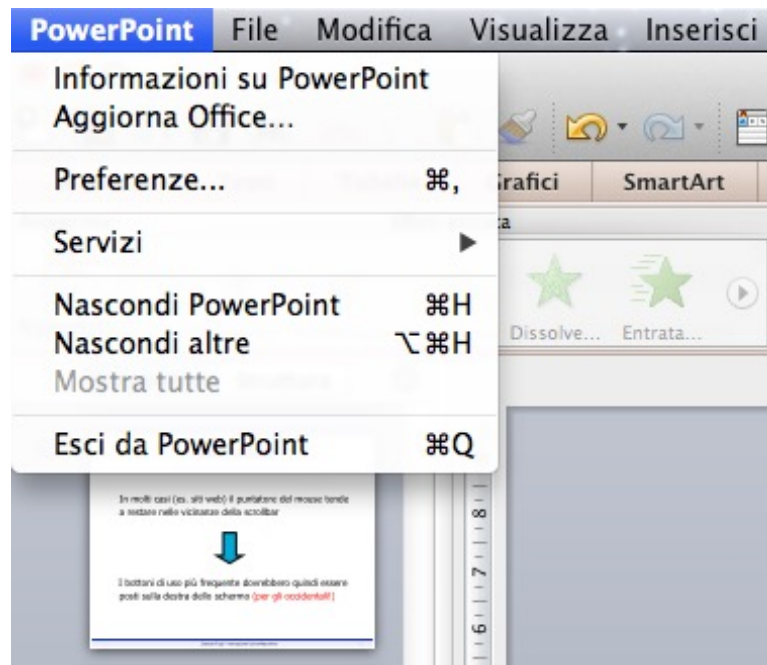 PowerPoint File Modifica Visualizza Inserisci
Informazioni su PowerPoint
Aggiorna Office...
Preferenze... ⌘,
Servizi
Nascondi PowerPoint ⌘H
Nascondi altre ⌥⌘H
Mostra tutte
Esci da PowerPoint ⌘Q
Grafici SmartArt
Dissolve... Entrata...
In molti casi (es. siti web) il puntatore del mouse tende
a restare nelle vicinanze della scrollbar
I bottoni di uso più frequente dovrebbero quindi essere
posti sulla destra dello schermo (per gli occidentali!)
8
7
6